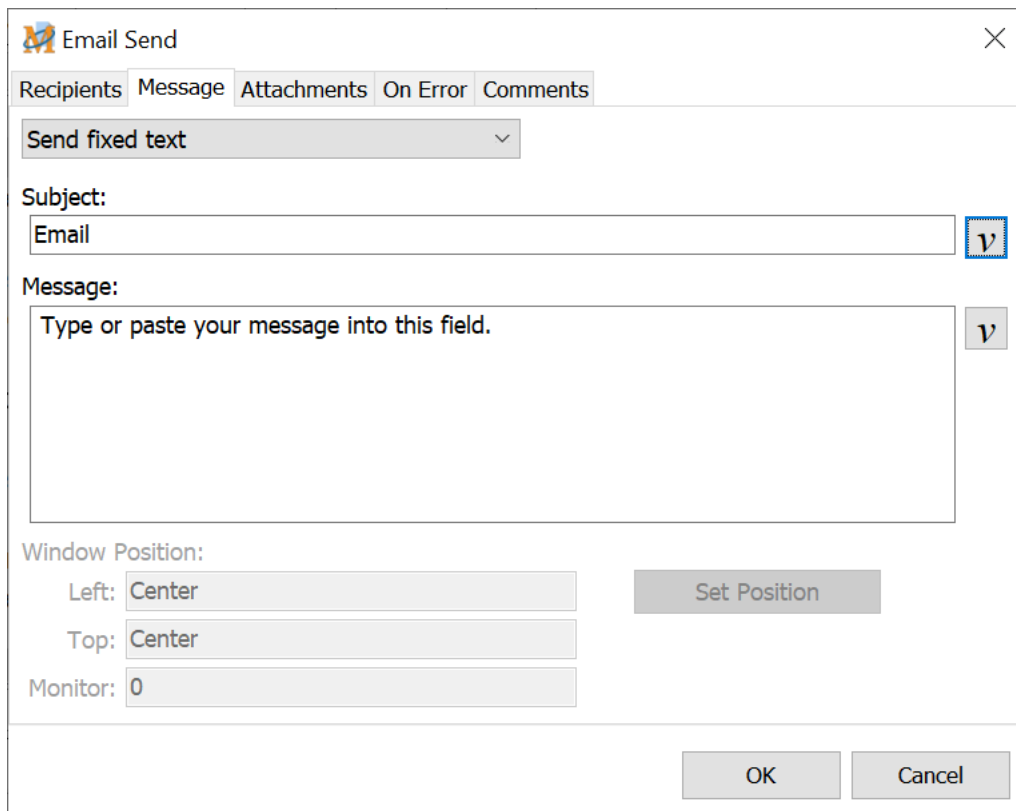 Email Send
Recipients Message Attachments On Error Comments
Send fixed text
Subject:
Email
v
Message:
Type or paste your message into this field.
v
Window Position:
Left: Center
Set Position
Top: Center
Monitor: 0
OK Cancel